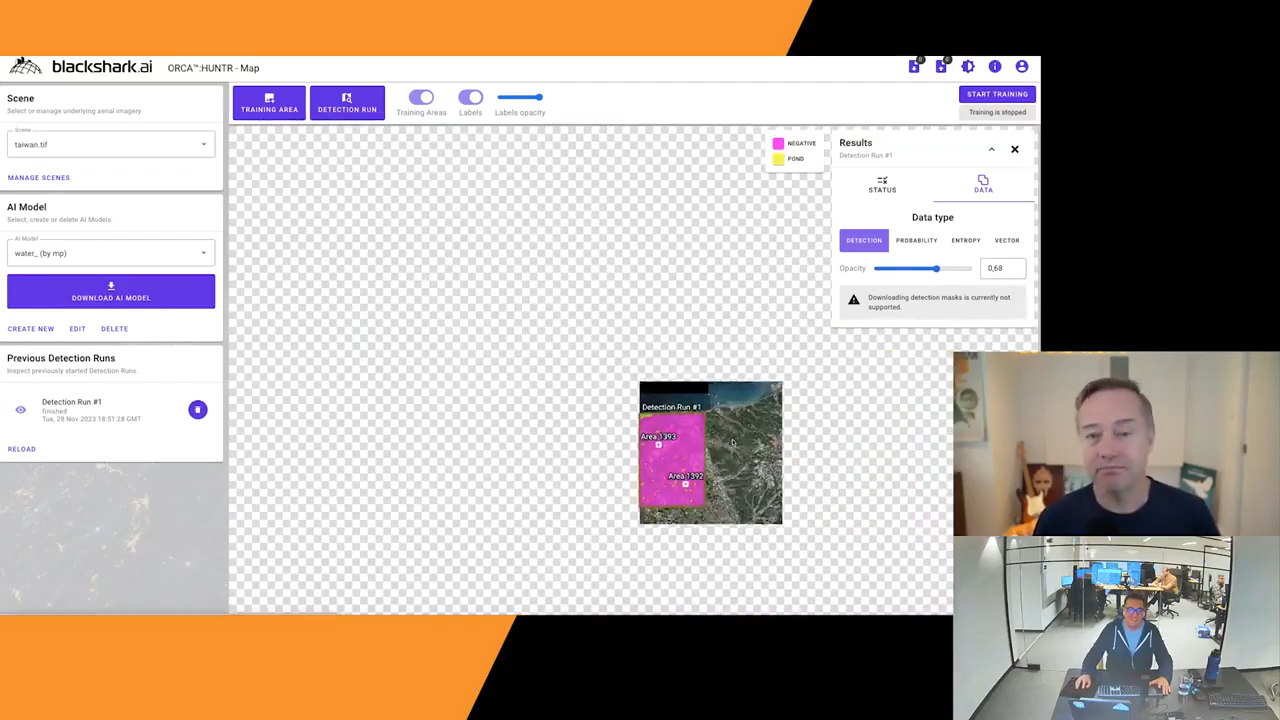 blackshark.ai
ORCA™:HUNTR - Map
0
0
Scene
Select or manage underlying aerial imagery
Scene
taiwan.tif
MANAGE SCENES
AI Model
Select, create or delete AI Models.
AI Model
water_ (by mp)
DOWNLOAD AI MODEL
CREATE NEW EDIT DELETE
Previous Detection Runs
Inspect previously started Detection Runs.
Detection Run #1
finished
Tue, 28 Nov 2023 18:51:28 GMT
RELOAD
TRAINING AREA
DETECTION RUN
Training Areas
Labels
Labels opacity
START TRAINING
Training is stopped
NEGATIVE
POND
Results
Detection Run #1
STATUS
DATA
Data type
DETECTION PROBABILITY ENTROPY VECTOR
Opacity
0,68
Downloading detection masks is currently not
supported.
Detection Run #1
Area 1393
Area 1392